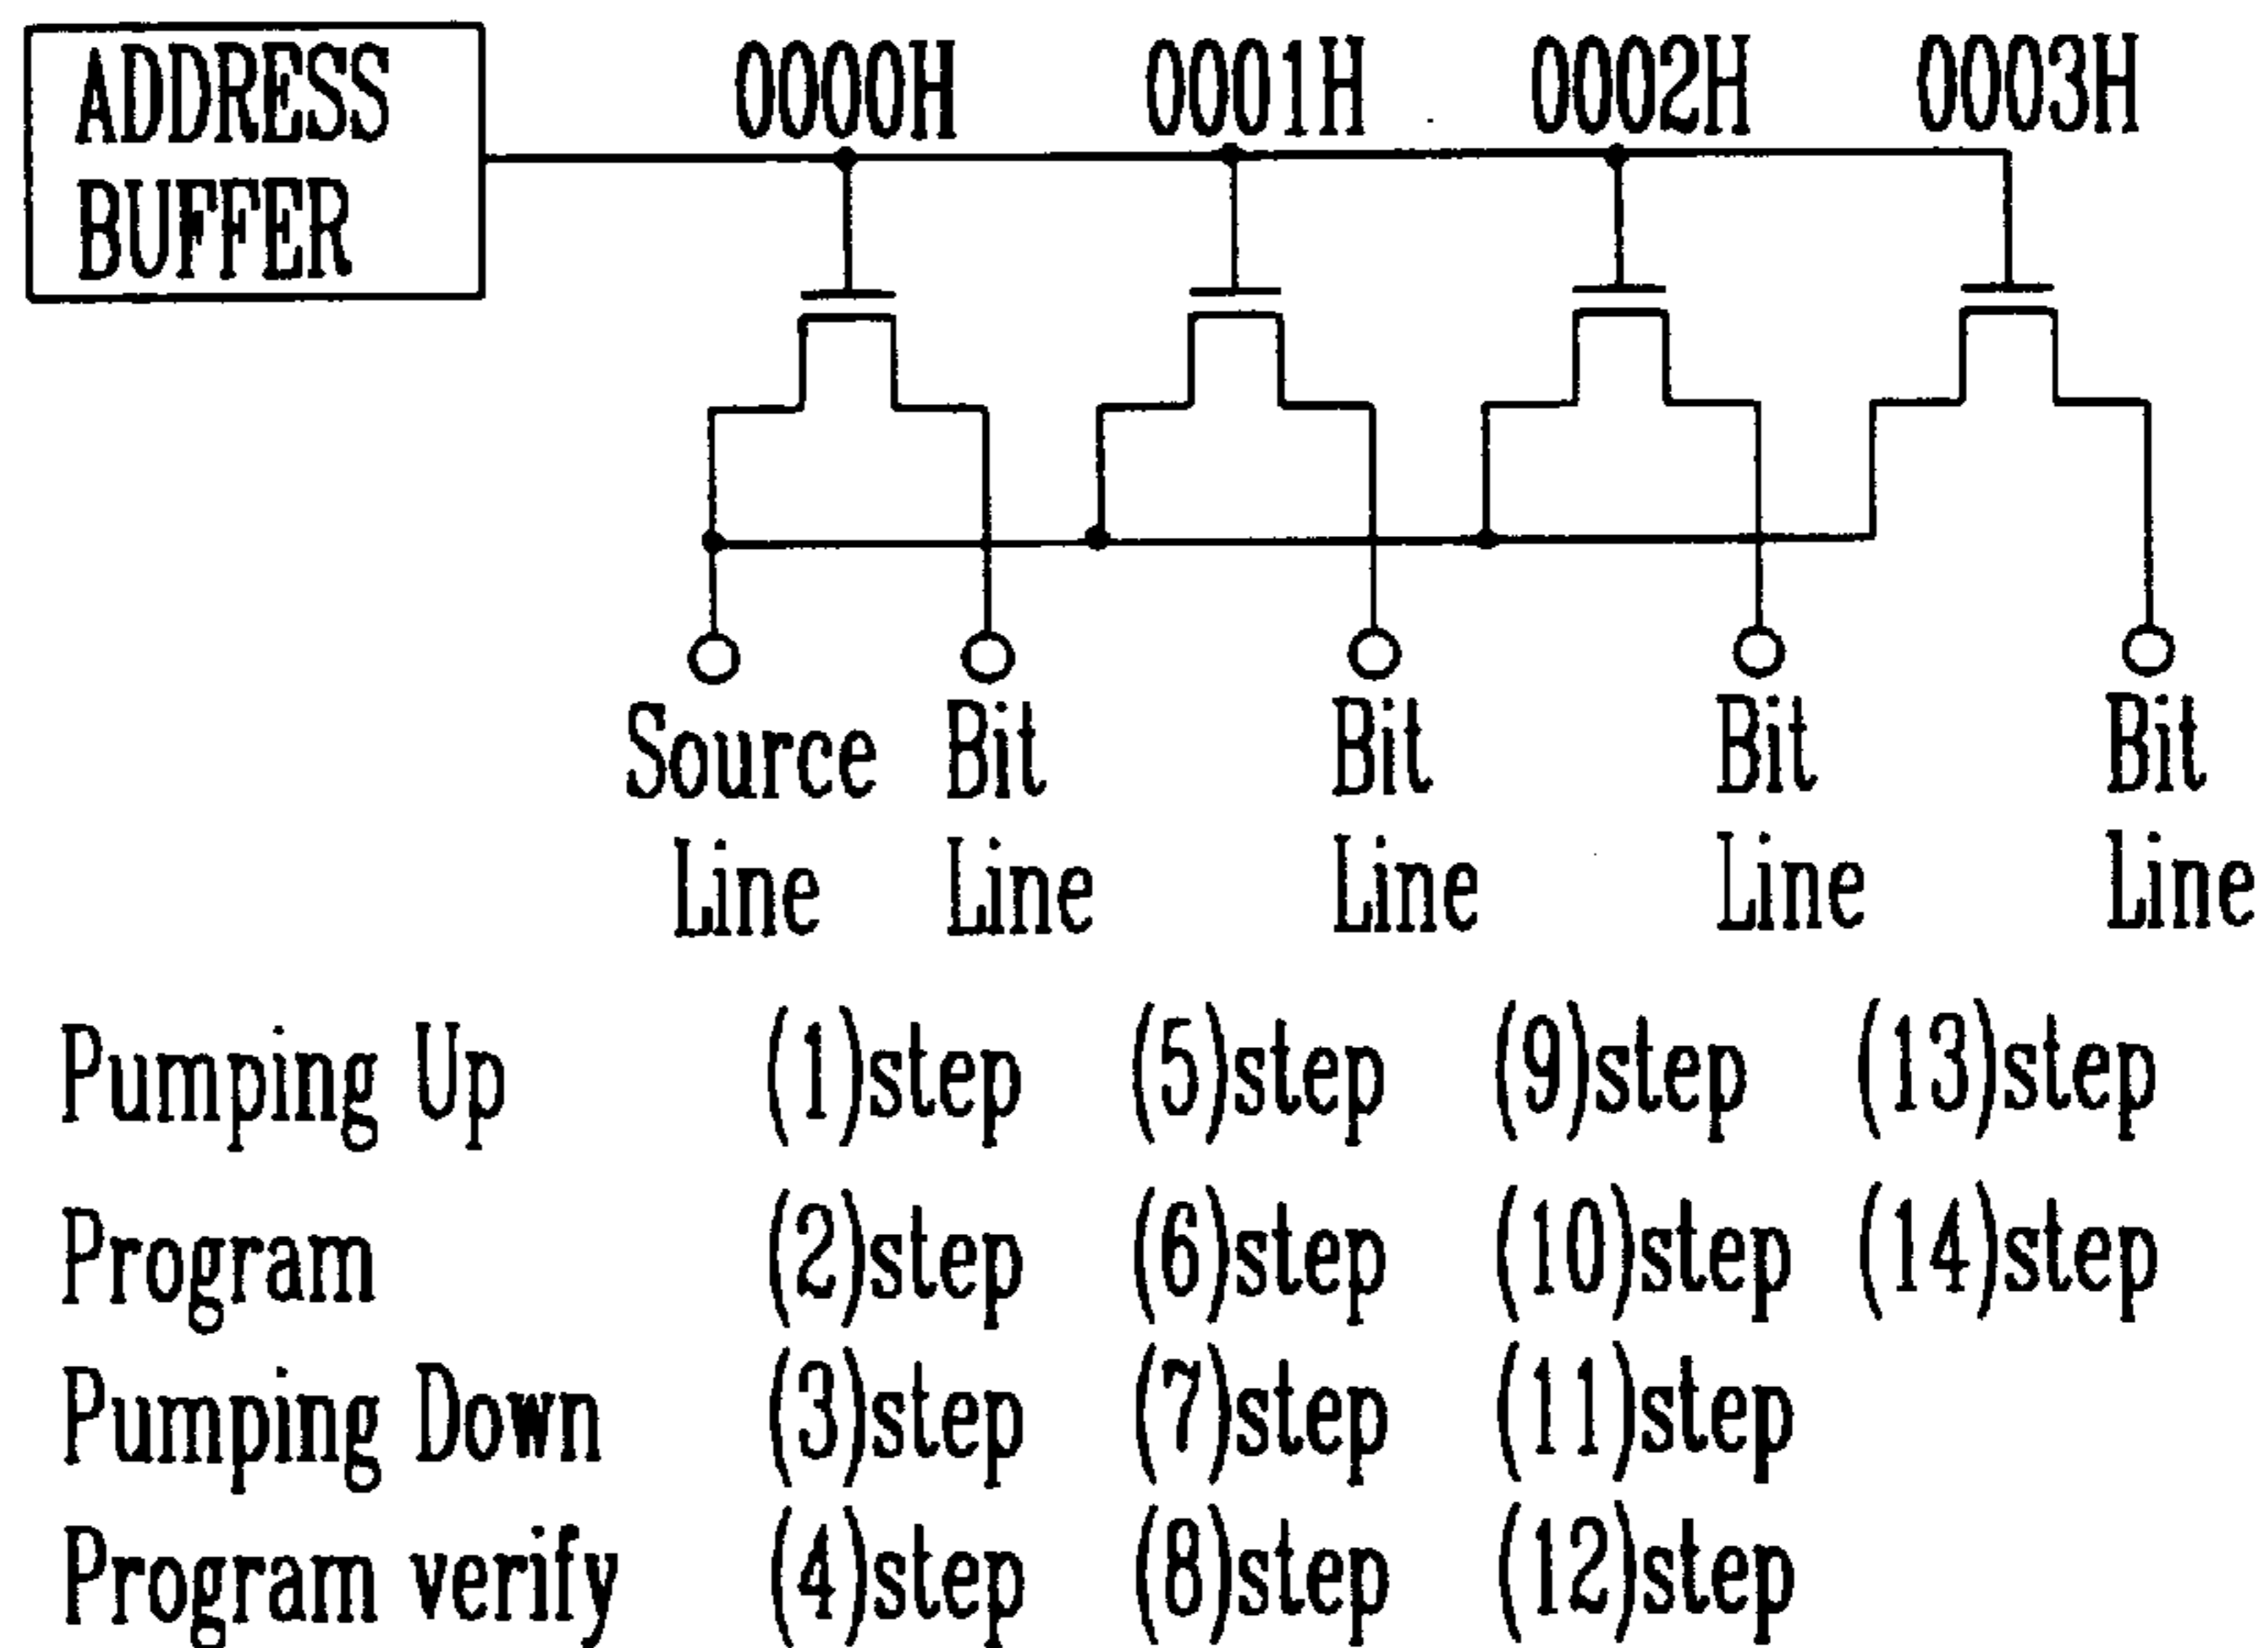 ADDRESS
BUFFER
0000H 0001H 0002H 0003H
Source Bit Bit Bit Bit
Line Line Line Line Line
Pumping Up (1)step (5)step (9)step (13)step
Program (2)step (6)step (10)step (14)step
Pumping Down (3)step (7)step (11)step
Program verify (4)step (8)step (12)step